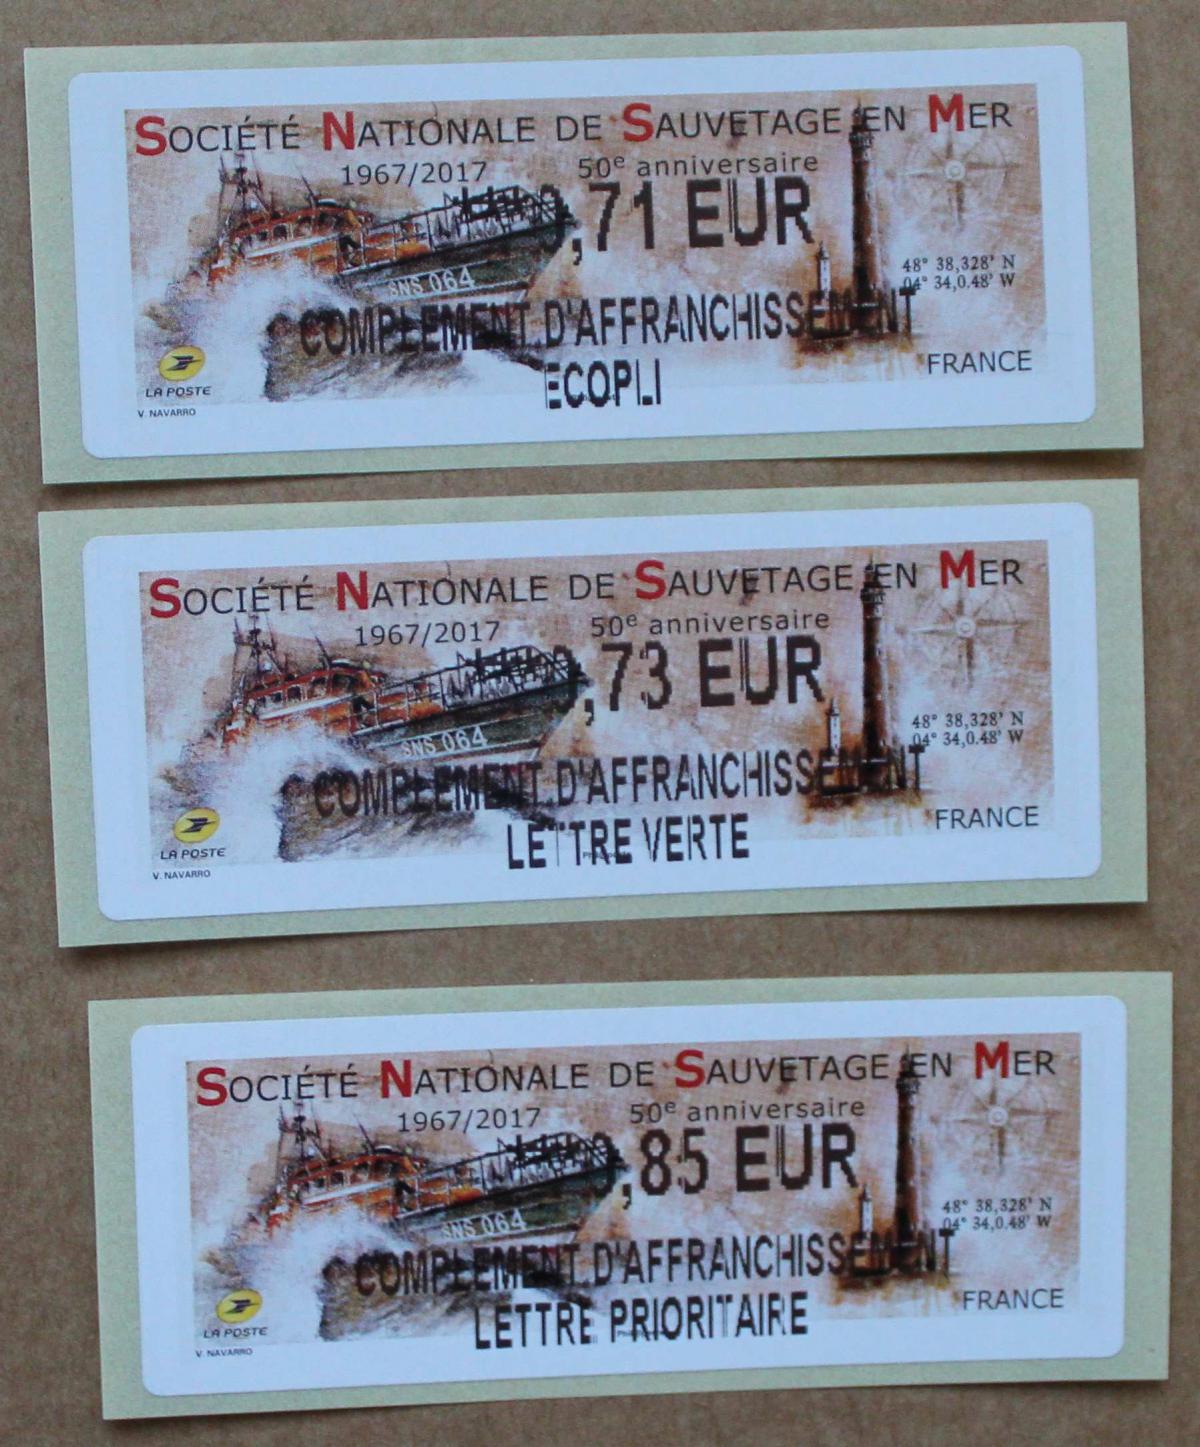 SOCIÉTÉ NATIONALE DE SAUVETAGE EN MER
1967/2017 50e anniversaire
0,71 EUR
SNS 064
48° 38,328' N
04° 34,0.48' W
COMPLEMENT D'AFFRANCHISSEMENT
ECOPLI
FRANCE
LA POSTE
V. NAVARRO
SOCIÉTÉ NATIONALE DE SAUVETAGE EN MER
1967/2017 50e anniversaire
0,73 EUR
SNS 064
48° 38,328' N
04° 34,0.48' W
COMPLEMENT D'AFFRANCHISSEMENT
LETTRE VERTE
FRANCE
LA POSTE
V. NAVARRO
SOCIÉTÉ NATIONALE DE SAUVETAGE EN MER
1967/2017 50e anniversaire
0,85 EUR
SNS 064
48° 38,328' N
04° 34,0.48' W
COMPLEMENT D'AFFRANCHISSEMENT
LETTRE PRIORITAIRE
FRANCE
LA POSTE
V. NAVARRO